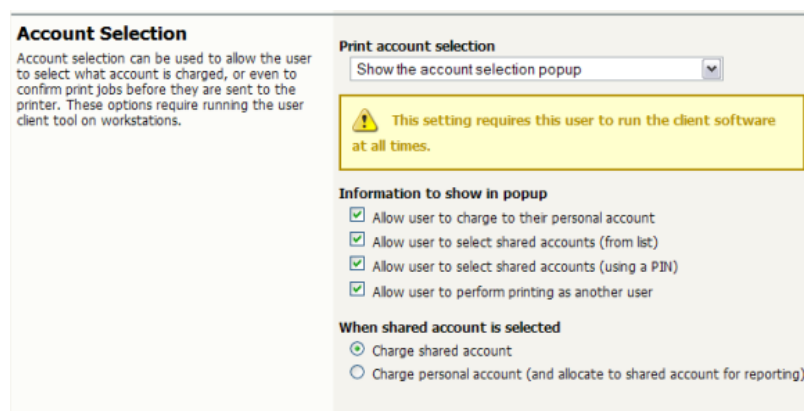 Account Selection
Account selection can be used to allow the user
to select what account is charged, or even to
confirm print jobs before they are sent to the
printer. These options require running the user
client tool on workstations.
Print account selection
Show the account selection popup
This setting requires this user to run the client software
at all times.
Information to show in popup
Allow user to charge to their personal account
Allow user to select shared accounts (from list)
Allow user to select shared accounts (using a PIN)
Allow user to perform printing as another user
When shared account is selected
Charge shared account
Charge personal account (and allocate to shared account for reporting)